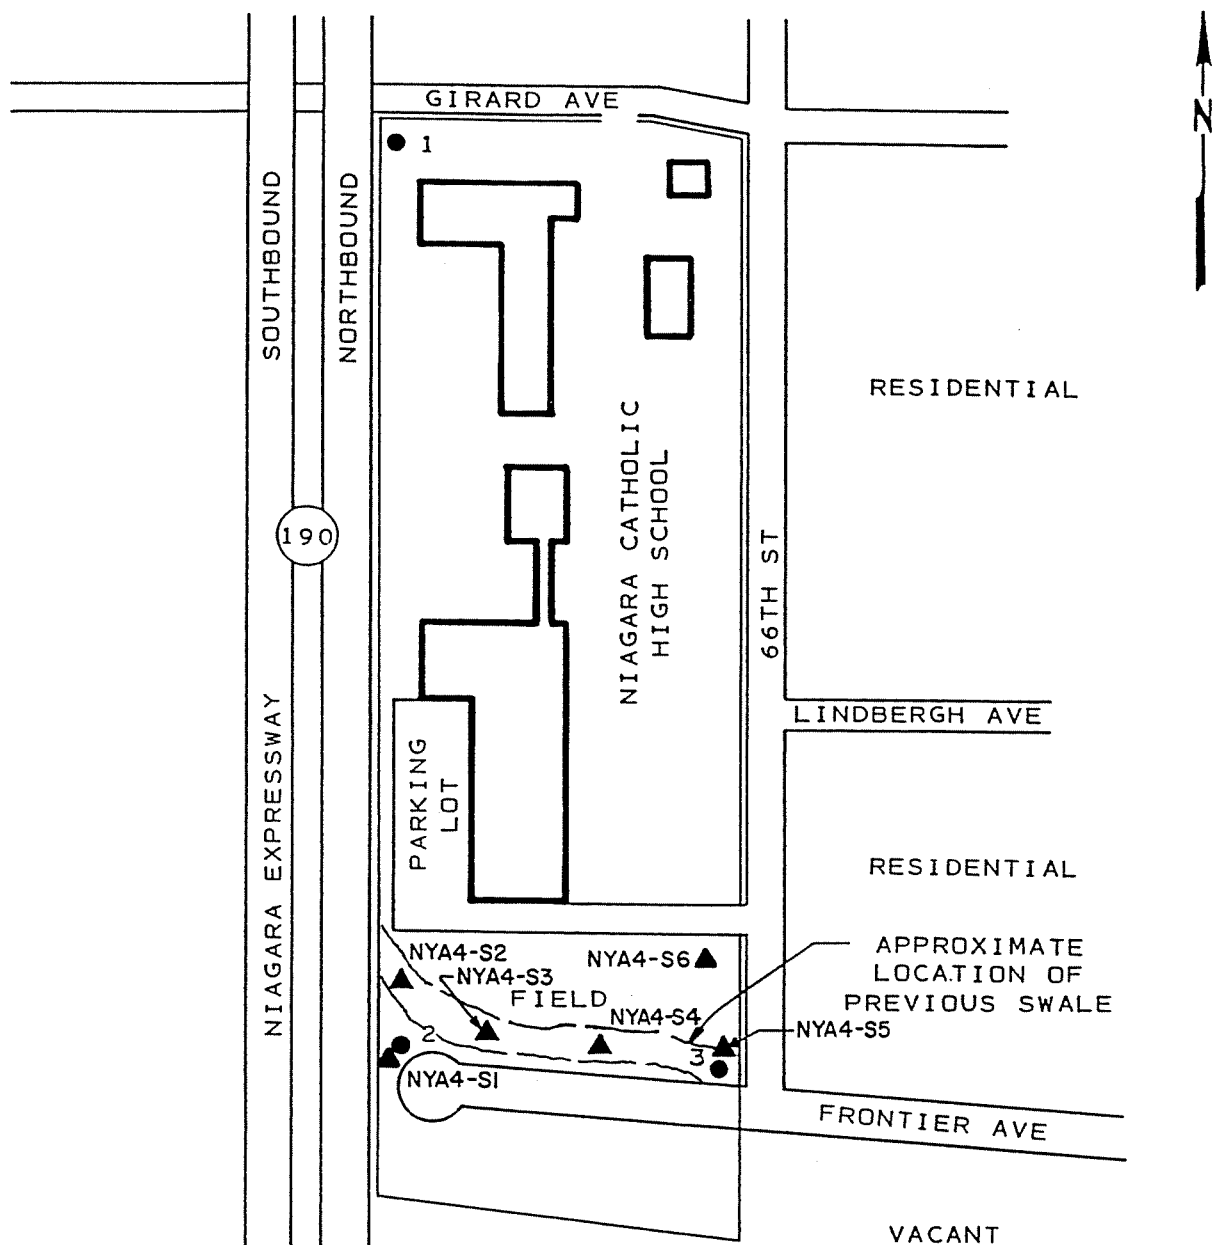 GIRARD AVE
N
1
SOUTHBOUND
NORTHBOUND
RESIDENTIAL
NIAGARA CATHOLIC
HIGH SCHOOL
190
66TH ST
LINDBERGH AVE
NIAGARA EXPRESSWAY
PARKING
LOT
RESIDENTIAL
NYA4-S2
NYA4-S6
APPROXIMATE
LOCATION OF
PREVIOUS SWALE
NYA4-S3
FIELD
NYA4-S4
NYA4-S5
2
3
NYA4-S1
FRONTIER AVE
VACANT